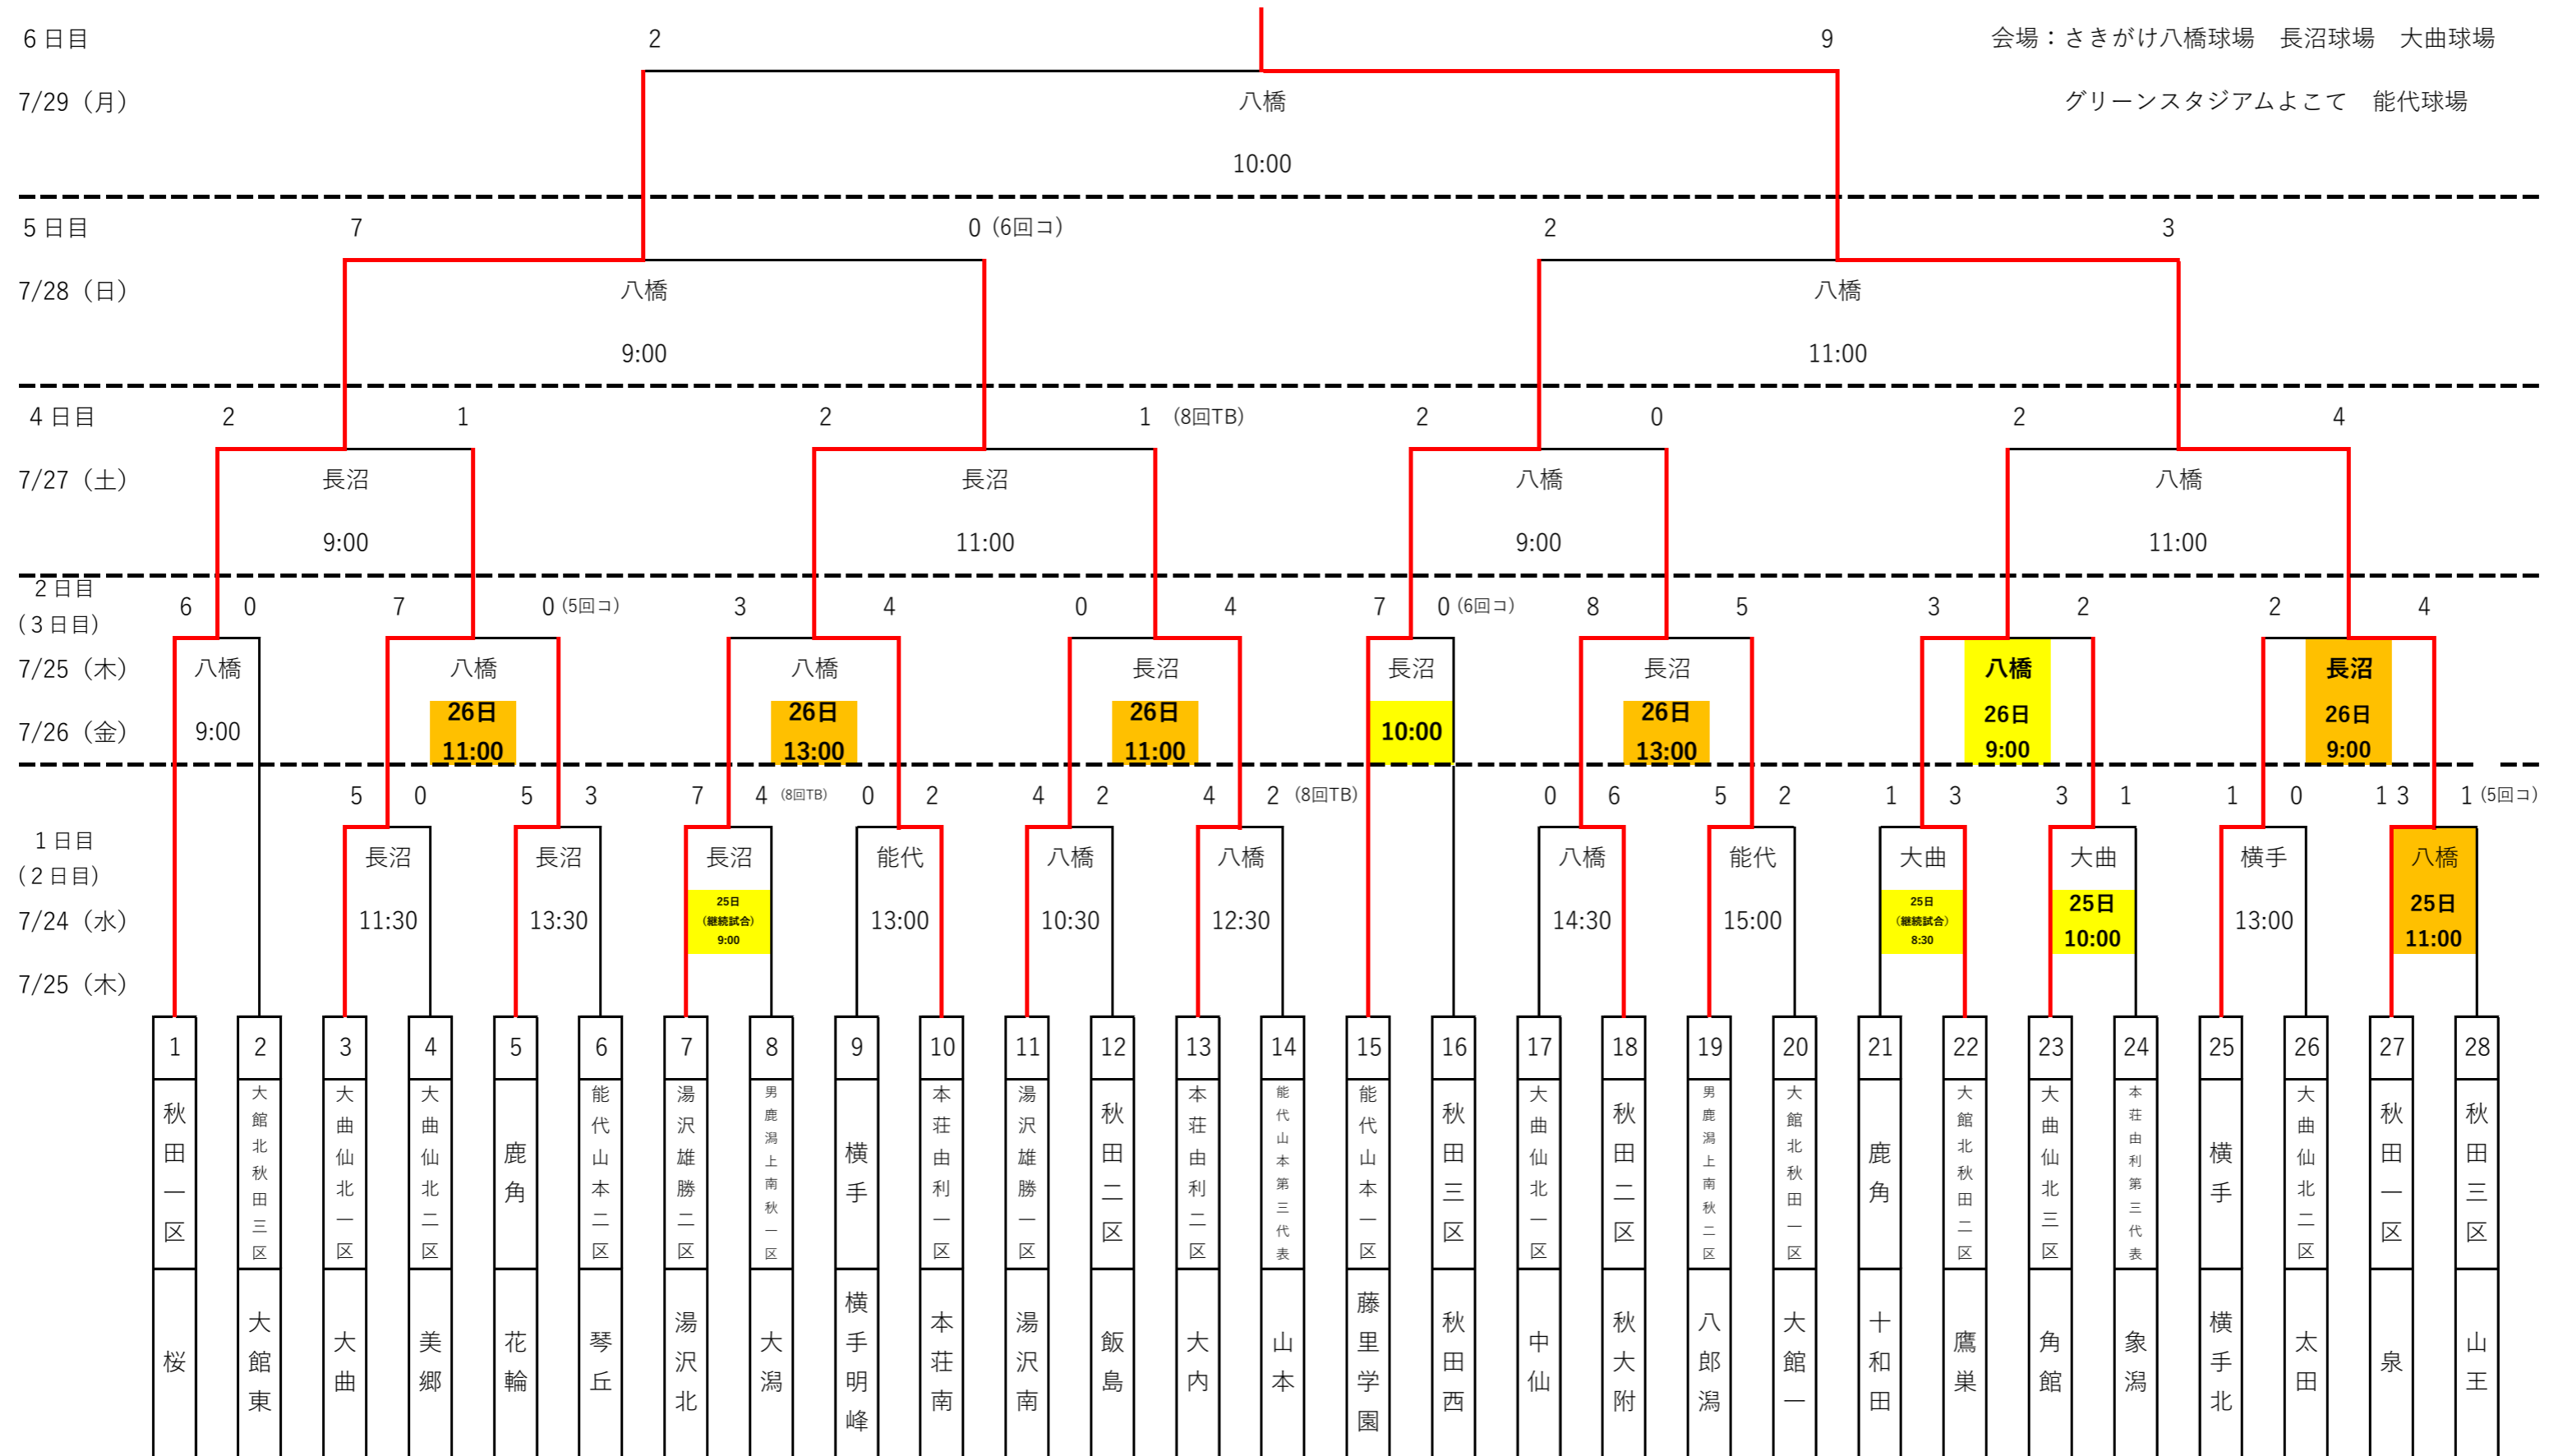 6日目 2 9 会場：さきがけ八橋球場　長沼球場　大曲球場
7/29（月） 八橋 グリーンスタジアムよこて　能代球場
10:00
5日目 7 0 (6回コ) 2 3
7/28（日） 八橋 八橋
9:00 11:00
4日目 2 1 2 1 (8回TB) 2 0 2 4
7/27（土） 長沼 長沼 八橋 八橋
9:00 11:00 9:00 11:00
2日目
(３日目) 6 0 7 0 (5回コ) 3 4 0 4 7 0 (6回コ) 8 5 3 2 2 4
7/25（木） 八橋 八橋 八橋 長沼 長沼 長沼 八橋 長沼
7/26（金） 9:00 26日 11:00 26日 13:00 26日 11:00 10:00 26日 13:00 26日 9:00 26日 9:00
5 0 5 3 7 4 (8回TB) 0 2 4 2 4 2 (8回TB) 0 6 5 2 1 3 3 1 1 0 1 3 1 (5回コ)
1日目
(２日目) 長沼 長沼 長沼 能代 八橋 八橋 八橋 能代 大曲 大曲 横手 八橋
7/24（水） 11:30 13:30 25日 (継続試合) 9:00 13:00 10:30 12:30 14:30 15:00 25日 (継続試合) 8:30 25日 10:00 13:00 25日 11:00
7/25（木）
1 2 3 4 5 6 7 8 9 10 11 12 13 14 15 16 17 18 19 20 21 22 23 24 25 26 27 28
秋田一区
大館北秋田三区
大曲仙北一区
大曲仙北二区
鹿角
能代山本二区
湯沢雄勝二区
男鹿潟上南秋一区
横手
本荘由利一区
湯沢雄勝一区
秋田二区
本荘由利二区
能代山本第三代表
能代山本一区
秋田三区
大曲仙北一区
秋田二区
男鹿潟上南秋二区
大館北秋田一区
鹿角
大館北秋田二区
大曲仙北三区
本荘由利第三代表
横手
大曲仙北二区
秋田一区
秋田三区
桜
大館東
大曲
美郷
花輪
琴丘
湯沢北
大潟
横手明峰
本荘南
湯沢南
飯島
大内
山本
藤里学園
秋田西
中仙
秋大附
八郎潟
大館一
十和田
鷹巣
角館
象潟
横手北
太田
泉
山王